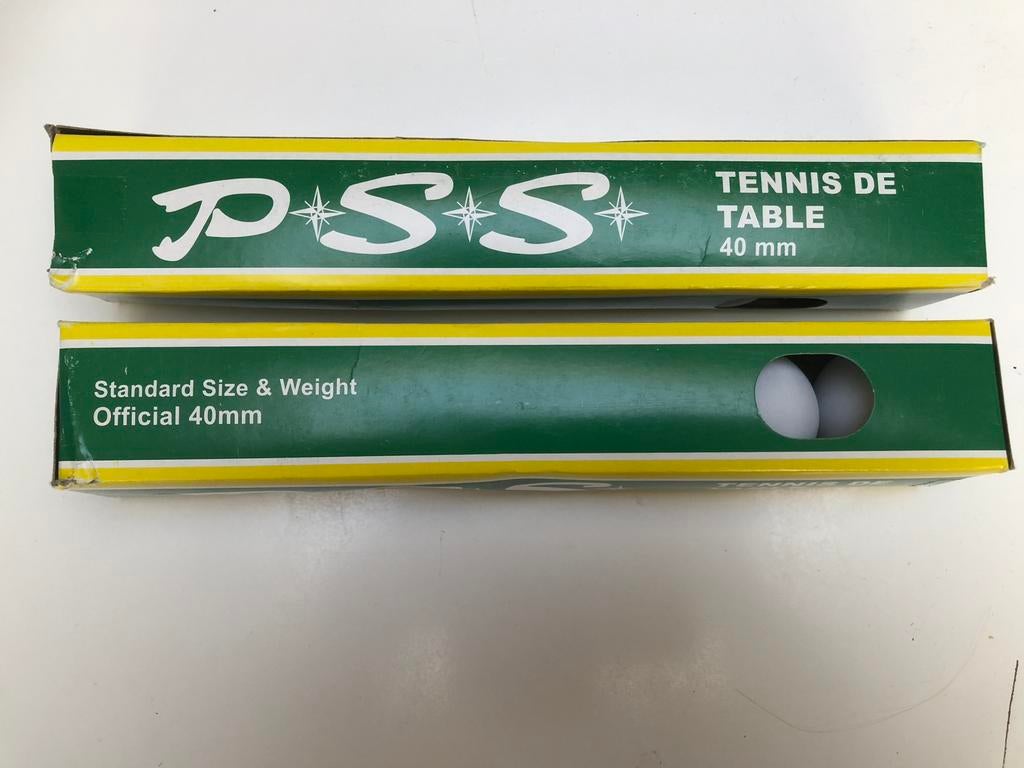 P.S.S.
TENNIS DE
TABLE
40 mm
Standard Size & Weight
Official 40mm
TENNIS DE